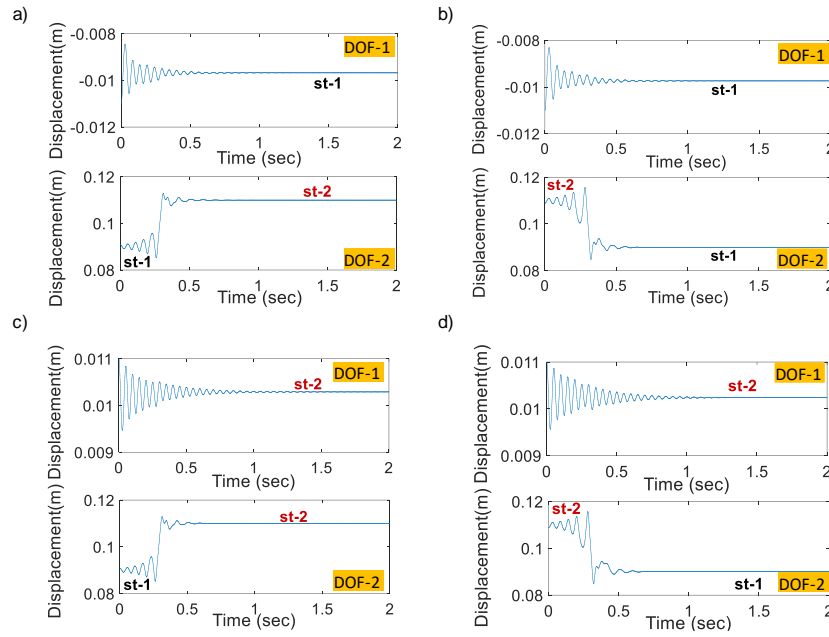 a)
Displacement(m)
-0.008
-0.01
-0.012
DOF-1
st-1
0 0.5 1 1.5 2
Time (sec)
Displacement(m)
0.12
0.1
0.08
st-2
st-1
DOF-2
0 0.5 1 1.5 2
Time (sec)
b)
Displacement(m)
-0.008
-0.01
-0.012
DOF-1
st-1
0 0.5 1 1.5 2
Time (sec)
Displacement(m)
0.12
0.1
0.08
st-2
st-1
DOF-2
0 0.5 1 1.5 2
Time (sec)
c)
Displacement(m)
0.011
0.01
0.009
DOF-1
st-2
0 0.5 1 1.5 2
Time (sec)
Displacement(m)
0.12
0.1
0.08
st-2
st-1
DOF-2
0 0.5 1 1.5 2
Time (sec)
d)
Displacement(m)
0.011
0.01
0.009
DOF-1
st-2
0 0.5 1 1.5 2
Time (sec)
Displacement(m)
0.12
0.1
0.08
st-2
st-1
DOF-2
0 0.5 1 1.5 2
Time (sec)